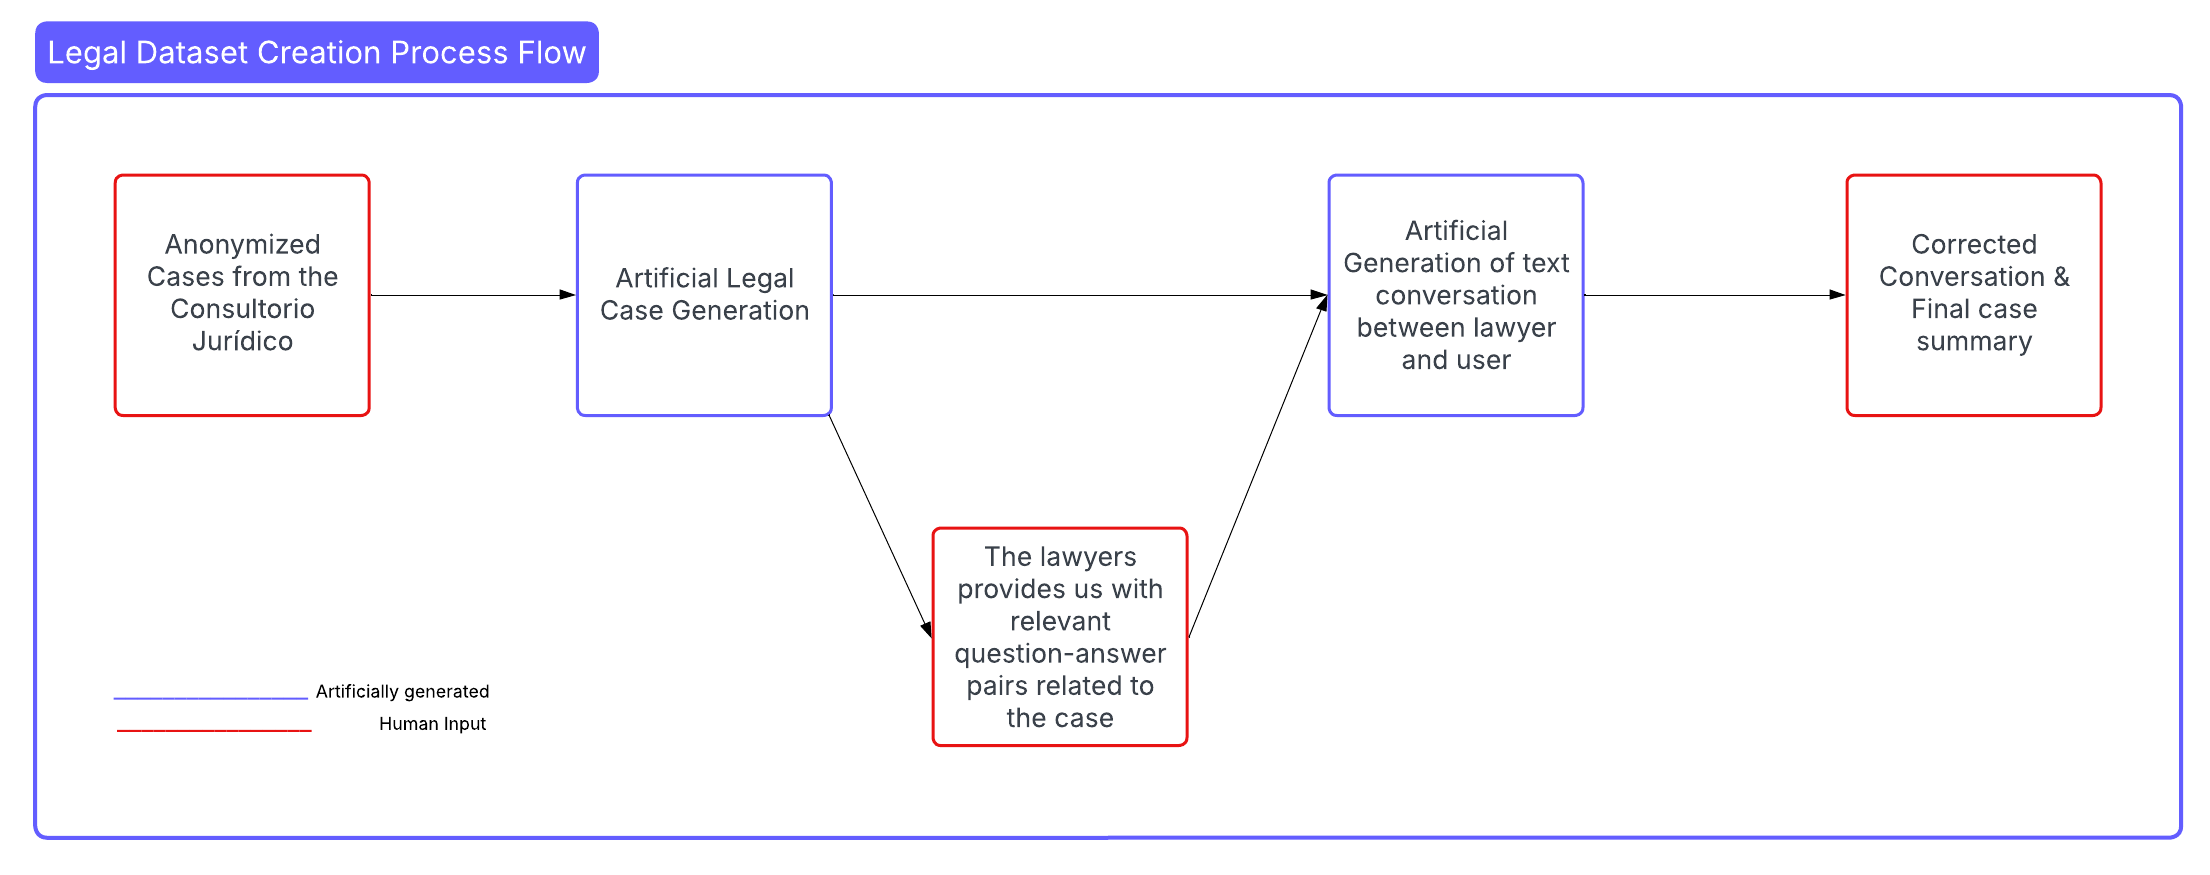 Legal Dataset Creation Process Flow
Anonymized
Cases from the
Consultorio
Jurídico
Artificial Legal
Case Generation
Artificial
Generation of text
conversation
between lawyer
and user
Corrected
Conversation &
Final case
summary
The lawyers
provides us with
relevant
question-answer
pairs related to
the case
Artificially generated
Human Input